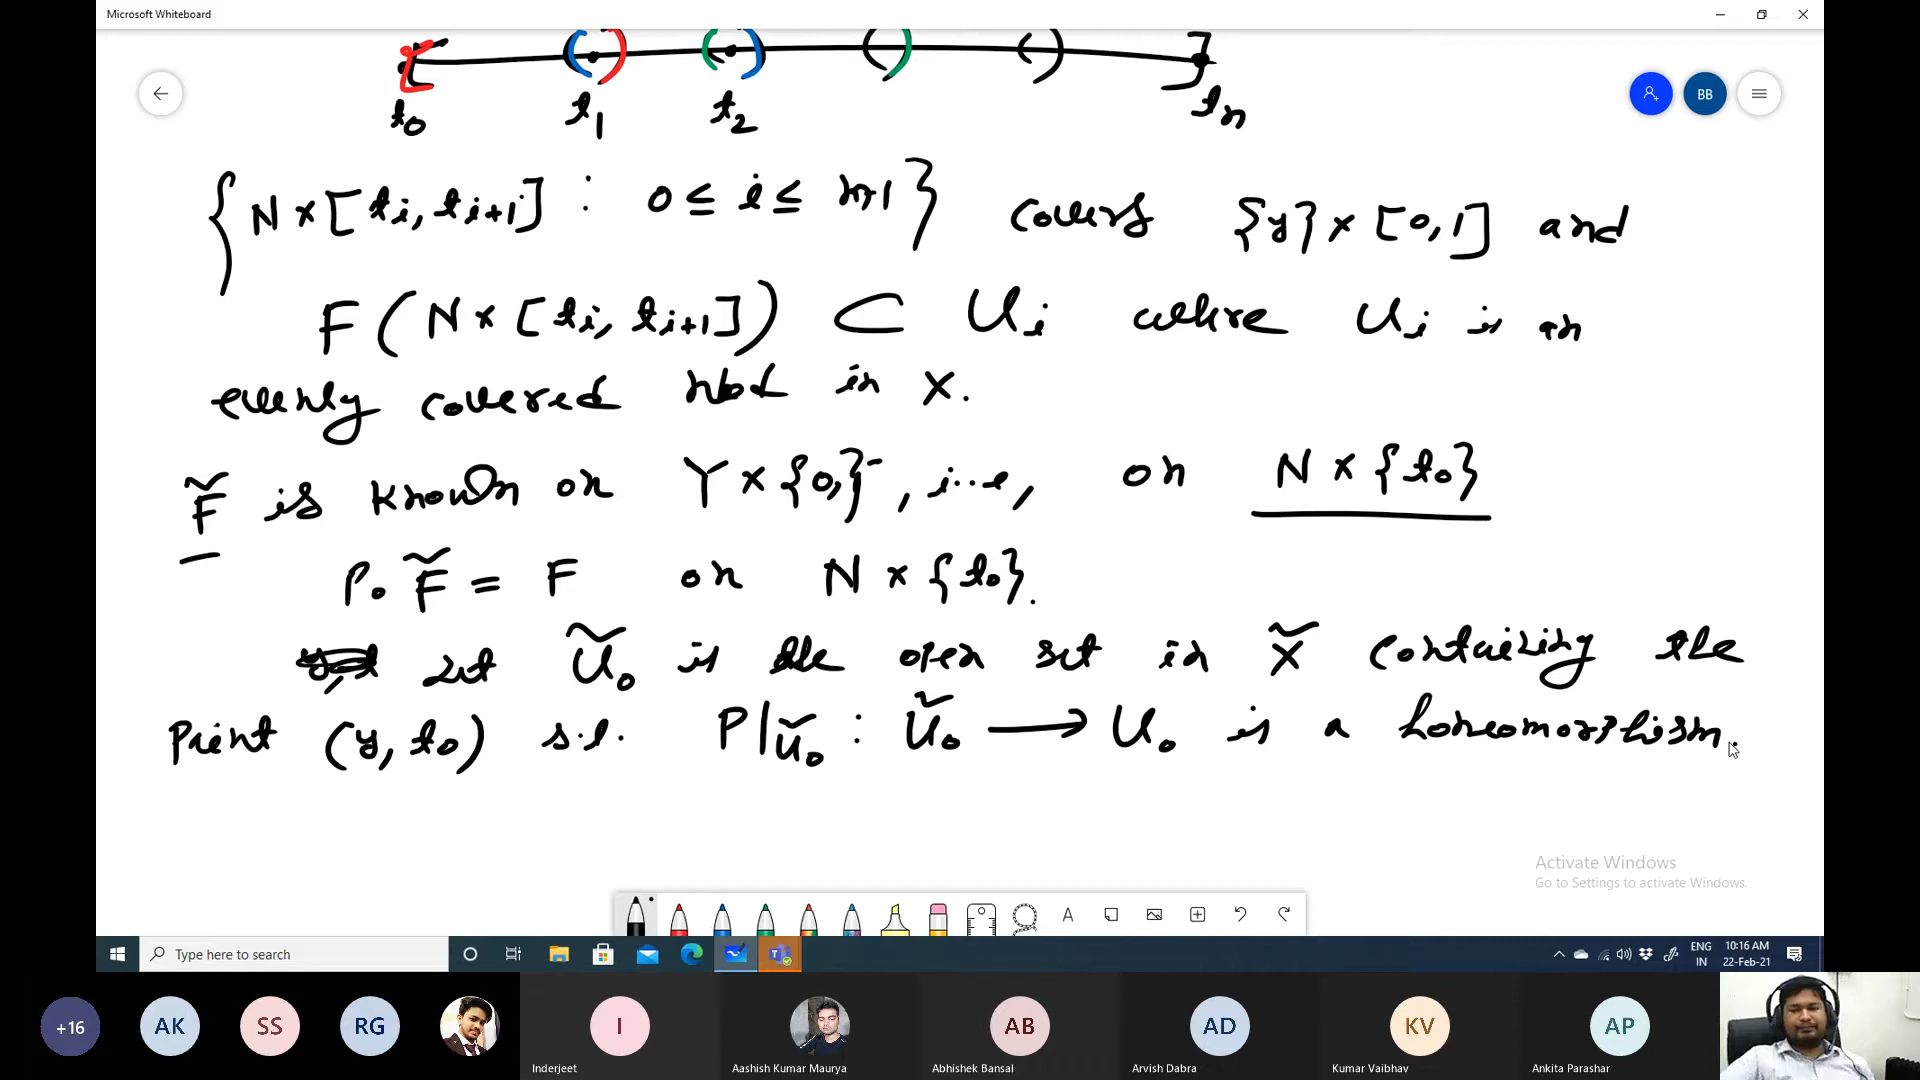 Microsoft Whiteboard
t₀ t₁ t₂ tₙ
BB
{N × [tᵢ, tᵢ₊₁] : 0 ≤ i ≤ n-1} covers {y} × [0,1] and
F(N × [tᵢ, tᵢ₊₁]) ⊂ Uᵢ where Uᵢ is an
evenly covered nbd in X.
F̃ is known on Y × {0}, i.e, on N × {t₀}
P∘F̃ = F on N × {t₀}.
Let Ũ₀ is the open set in X̃ containing the
Point (y, t₀) s.t. P|Ũ₀ : Ũ₀ → U₀ is a homeomorphism.
Activate Windows
Go to Settings to activate Windows.
A
Type here to search
ENG
IN
10:16 AM
22-Feb-21
+16 AK SS RG I AB AD KV AP
Inderjeet Aashish Kumar Maurya Abhishek Bansal Arvish Dabra Kumar Vaibhav Ankita Parashar